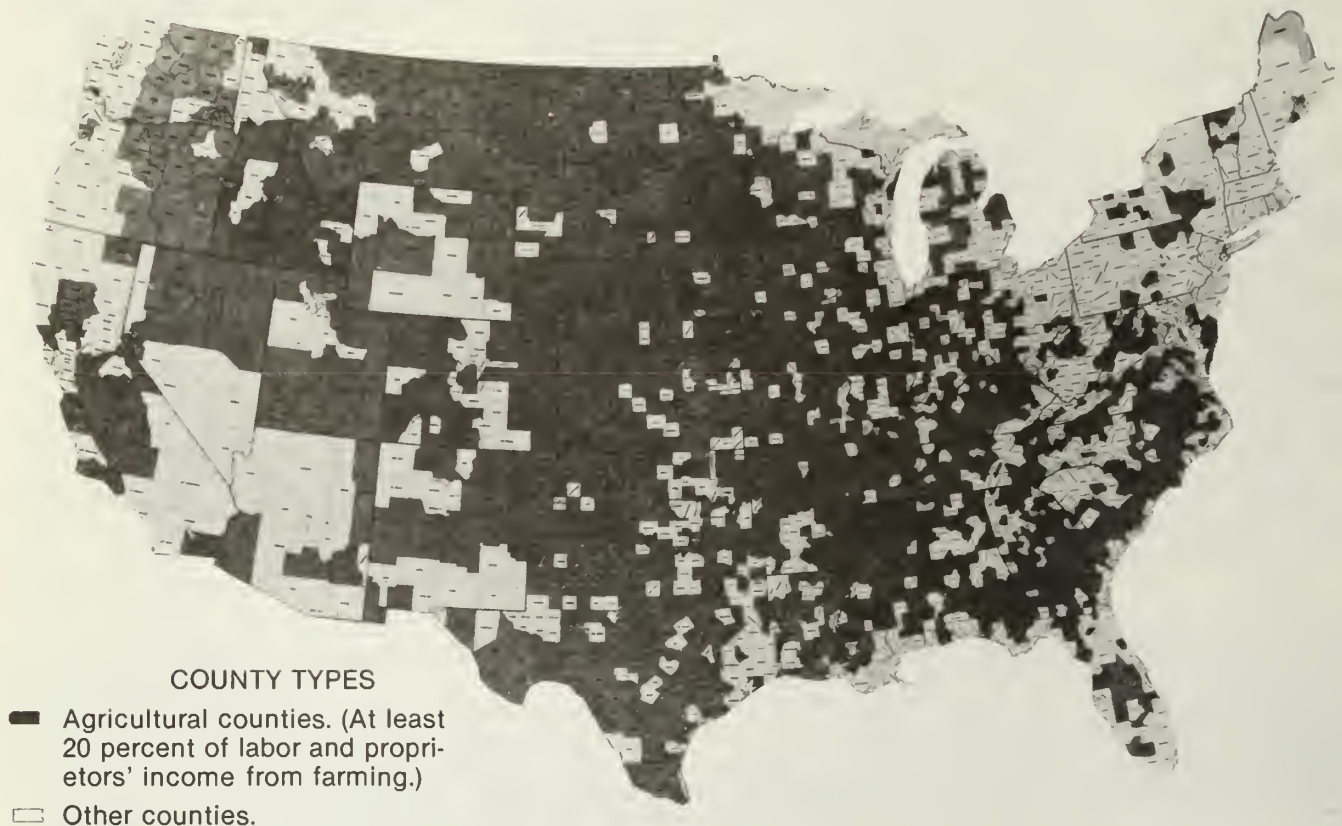 COUNTY TYPES
Agricultural counties. (At least
20 percent of labor and propri-
etors' income from farming.)
Other counties.